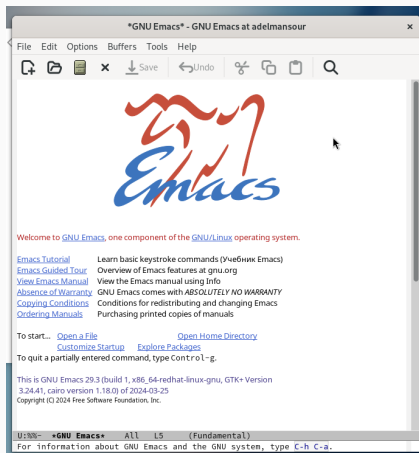 *GNU Emacs* - GNU Emacs at adelmansour ×
File Edit Options Buffers Tools Help
Save Undo
Emacs
Welcome to GNU Emacs, one component of the GNU/Linux operating system.
Emacs Tutorial Learn basic keystroke commands (Учебник Emacs)
Emacs Guided Tour Overview of Emacs features at gnu.org
View Emacs Manual View the Emacs manual using Info
Absence of Warranty GNU Emacs comes with ABSOLUTELY NO WARRANTY
Copying Conditions Conditions for redistributing and changing Emacs
Ordering Manuals Purchasing printed copies of manuals
To start... Open a File Open Home Directory
Customize Startup Explore Packages
To quit a partially entered command, type Control-g.
This is GNU Emacs 29.3 (build 1, x86_64-redhat-linux-gnu, GTK+ Version
3.24.41, cairo version 1.18.0) of 2024-03-25
Copyright (C) 2024 Free Software Foundation, Inc.
U:%%- *GNU Emacs* All L5 (Fundamental)
For information about GNU Emacs and the GNU system, type C-h C-a.